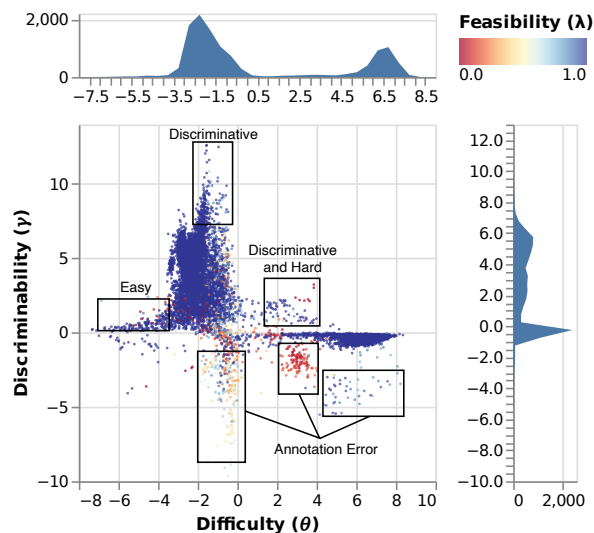 Feasibility (λ)
0.0 1.0
2,000
0
−7.5 −5.5 −3.5 −1.5 0.5 2.5 4.5 6.5 8.5
Discriminative
Discriminative
and Hard
Easy
Annotation Error
Discriminability (γ)
10
5
0
−5
−10
−8 −6 −4 −2 0 2 4 6 8 10
Difficulty (θ)
12.0
10.0
8.0
6.0
4.0
2.0
0.0
−2.0
−4.0
−6.0
−8.0
−10.0
0 2,000